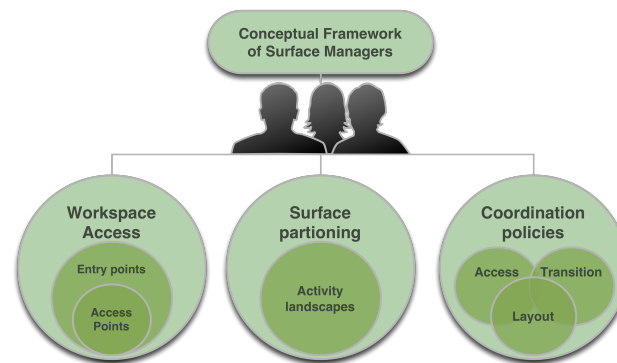 Conceptual Framework
of Surface Managers
Workspace
Access
Entry points
Access
Points
Surface
partioning
Activity
landscapes
Coordination
policies
Access
Transition
Layout